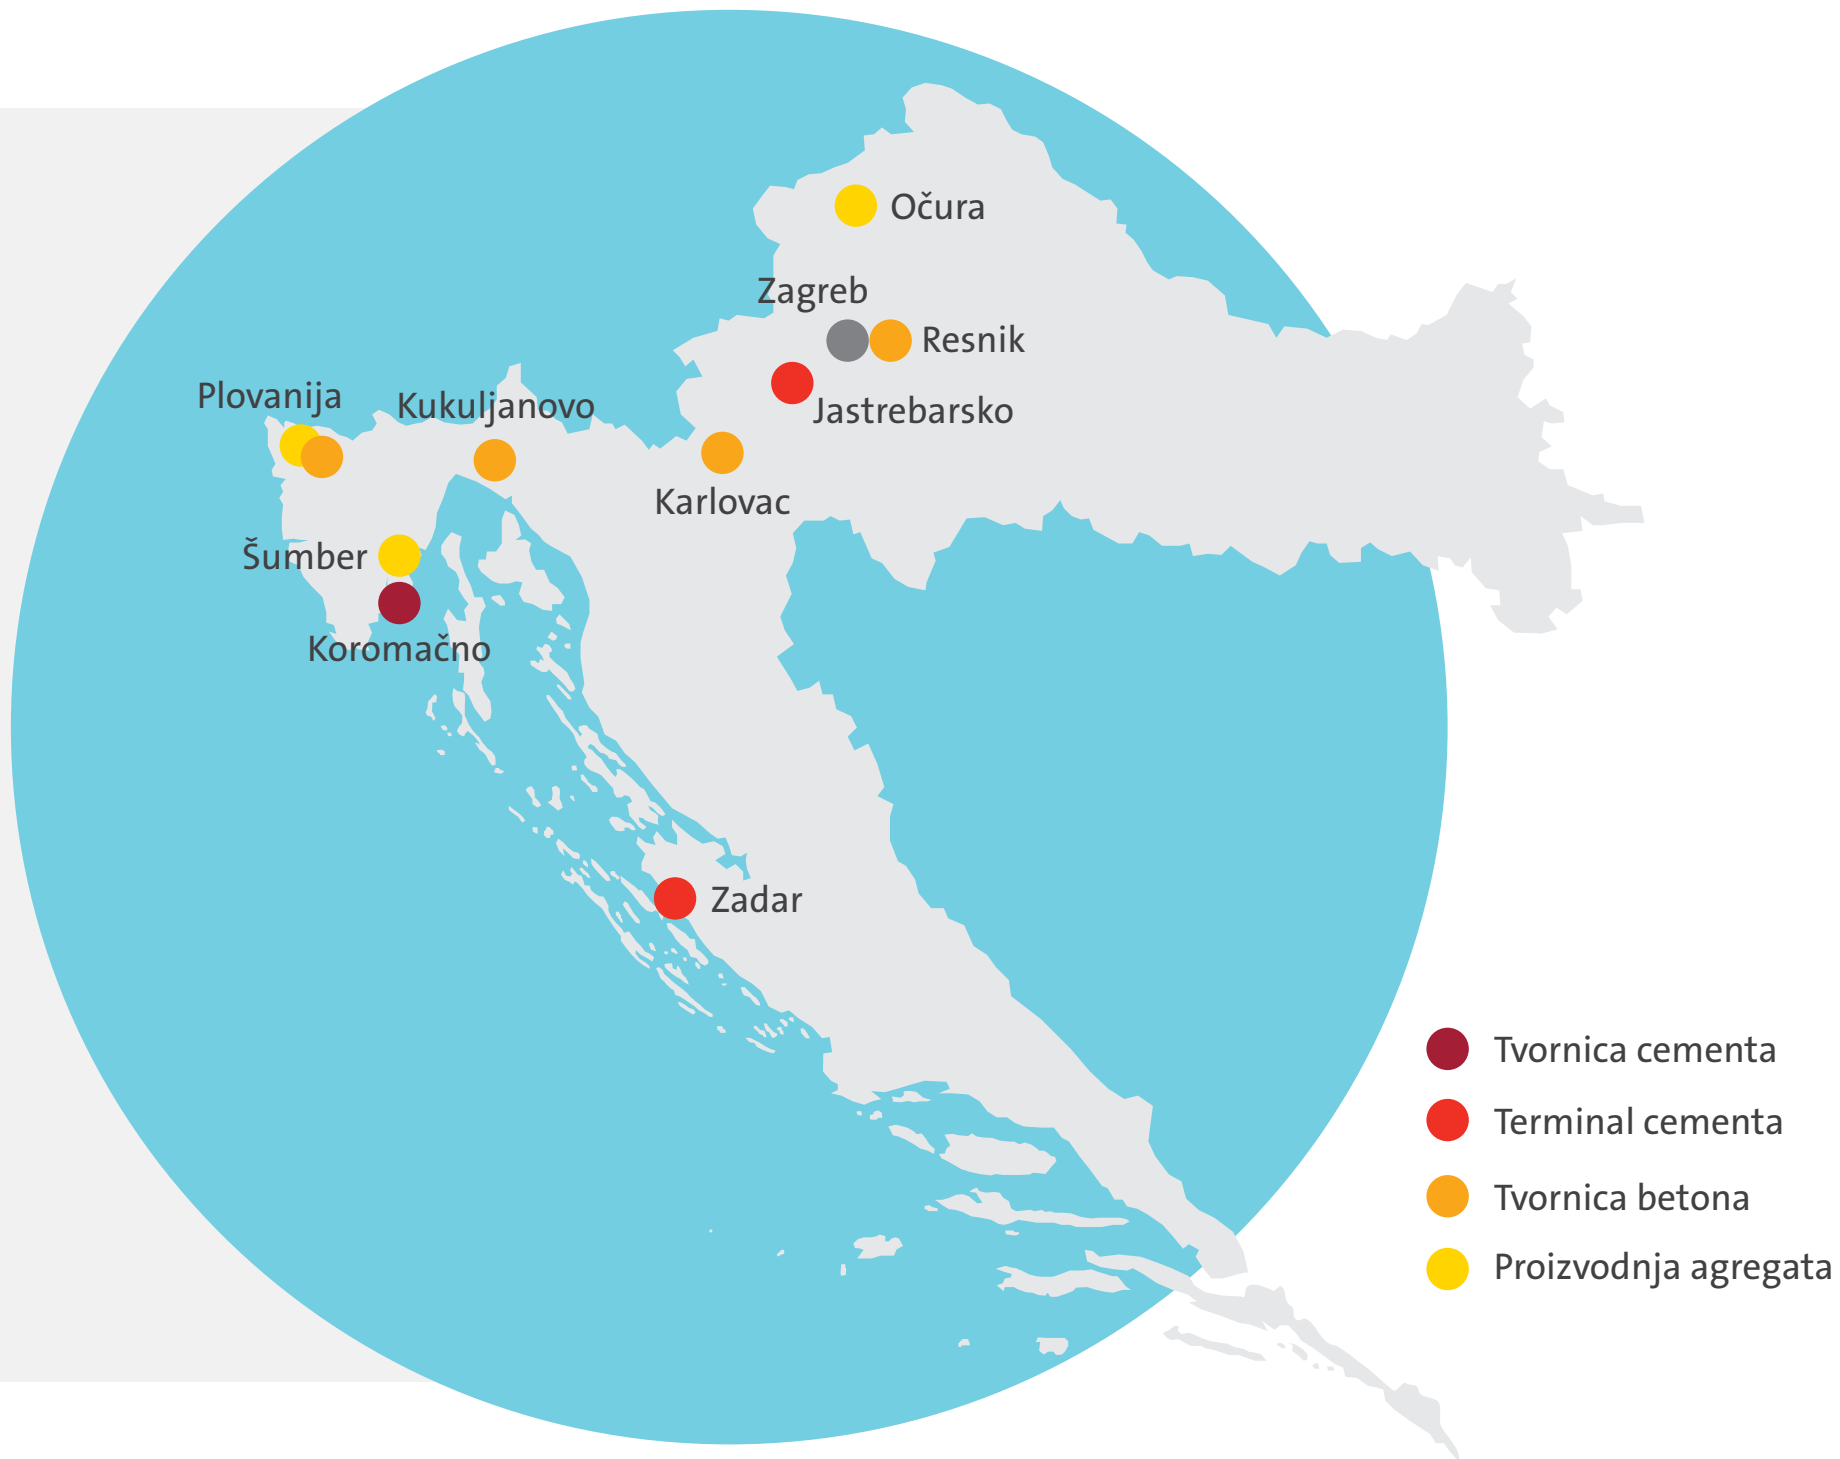 Očura
Zagreb
Resnik
Jastrebarsko
Plovanija
Kukuljanovo
Karlovac
Šumber
Koromačno
Zadar
Tvornica cementa
Terminal cementa
Tvornica betona
Proizvodnja agregata